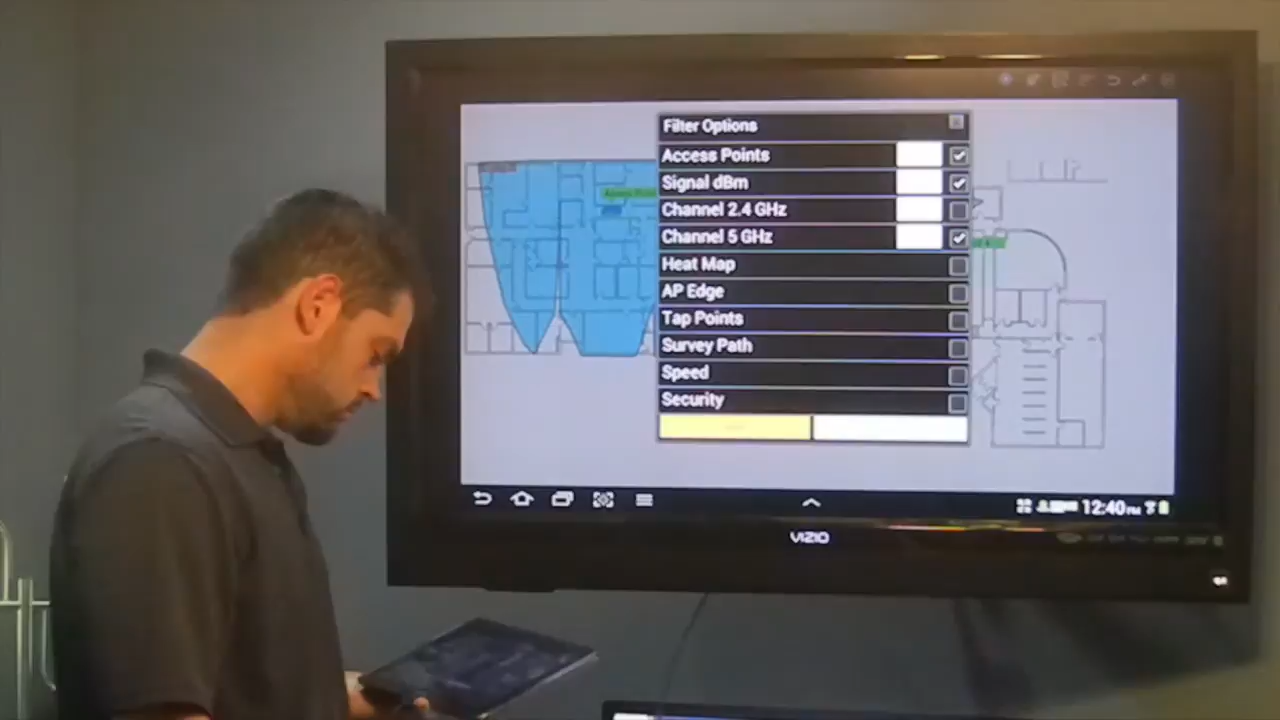 Filter Options
Access Points
Signal dBm
Channel 2.4 GHz
Channel 5 GHz
Heat Map
AP Edge
Tap Points
Survey Path
Speed
Security
12:40PM
VIZIO